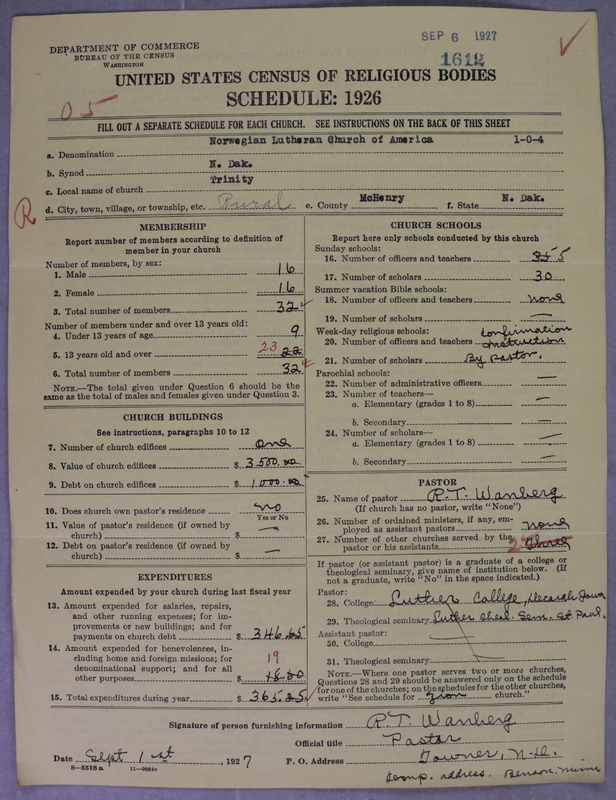 SEP 6 1927
1612
DEPARTMENT OF COMMERCE
BUREAU OF THE CENSUS
WASHINGTON
UNITED STATES CENSUS OF RELIGIOUS BODIES
SCHEDULE: 1926
05
FILL OUT A SEPARATE SCHEDULE FOR EACH CHURCH. SEE INSTRUCTIONS ON THE BACK OF THIS SHEET
a. Denomination Norwegian Lutheran Church of America 1-0-4
b. Synod N. Dak.
c. Local name of church Trinity
R
d. City, town, village, or township, etc. Rural e. County McHenry f. State N. Dak.
MEMBERSHIP
Report number of members according to definition of
member in your church
Number of members, by sex:
1. Male 16
2. Female 16
3. Total number of members 32
Number of members under and over 13 years old:
4. Under 13 years of age 9
5. 13 years old and over 23 22
6. Total number of members 32
NOTE.—The total given under Question 6 should be the
same as the total of males and females given under Question 3.
CHURCH BUILDINGS
See instructions, paragraphs 10 to 12
7. Number of church edifices One
8. Value of church edifices $ 3,500.00
9. Debt on church edifices $ 1,000.00
10. Does church own pastor's residence no
Yes or No
11. Value of pastor's residence (if owned by
church) $ —
12. Debt on pastor's residence (if owned by
church) $ —
EXPENDITURES
Amount expended by your church during last fiscal year
13. Amount expended for salaries, repairs,
and other running expenses; for im-
provements or new buildings; and for
payments on church debt $ 346.65
14. Amount expended for benevolences, in-
cluding home and foreign missions; for
denominational support; and for all
other purposes $ 18.60 19
15. Total expenditures during year $ 365.25
CHURCH SCHOOLS
Report here only schools conducted by this church
Sunday schools:
16. Number of officers and teachers 5
17. Number of scholars 30
Summer vacation Bible schools:
18. Number of officers and teachers none
19. Number of scholars —
Week-day religious schools: Confirmation
20. Number of officers and teachers instruction
21. Number of scholars By pastor.
Parochial schools:
22. Number of administrative officers —
23. Number of teachers—
a. Elementary (grades 1 to 8) —
b. Secondary —
24. Number of scholars—
a. Elementary (grades 1 to 8) —
b. Secondary —
PASTOR
25. Name of pastor R. T. Wanberg
(If church has no pastor, write "None")
26. Number of ordained ministers, if any, em-
ployed as assistant pastors none
27. Number of other churches served by the
pastor or his assistants 2 three
If pastor (or assistant pastor) is a graduate of a college or
theological seminary, give name of institution below. (If
not a graduate, write "No" in the space indicated.)
Pastor:
28. College Luther College, Decorah Iowa
29. Theological seminary Luther theol. Sem. St Paul.
Assistant pastor:
30. College
31. Theological seminary
NOTE.—Where one pastor serves two or more churches,
Questions 28 and 29 should be answered only on the schedule
for one of the churches; on the schedules for the other churches,
write "See schedule for Zion church."
Signature of person furnishing information R. T. Wanberg
Official title Pastor
Date Sept 1st, 1927 P. O. Address Towner, N.D.
8-5518a 11-9054
temp. address. Benson, Minn